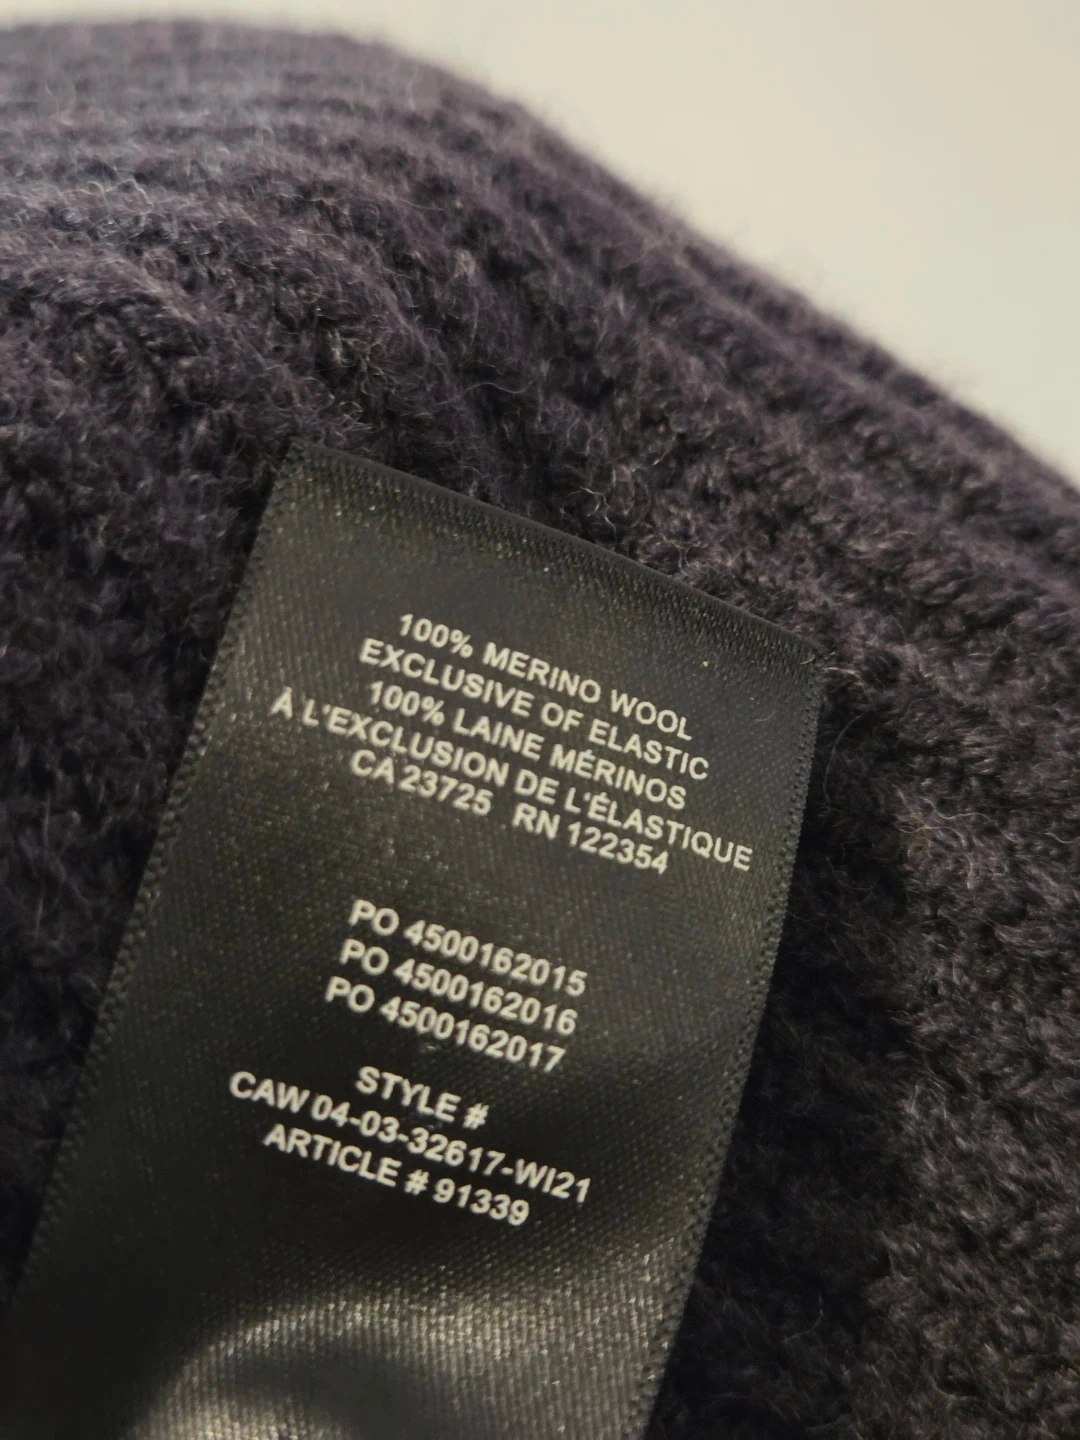 100% MERINO WOOL
EXCLUSIVE OF ELASTIC
100% LAINE MÉRINOS
À L'EXCLUSION DE L'ÉLASTIQUE
CA 23725 RN 122354
PO 4500162015
PO 4500162016
PO 4500162017
STYLE #
CAW 04-03-32617-WI21
ARTICLE # 91339